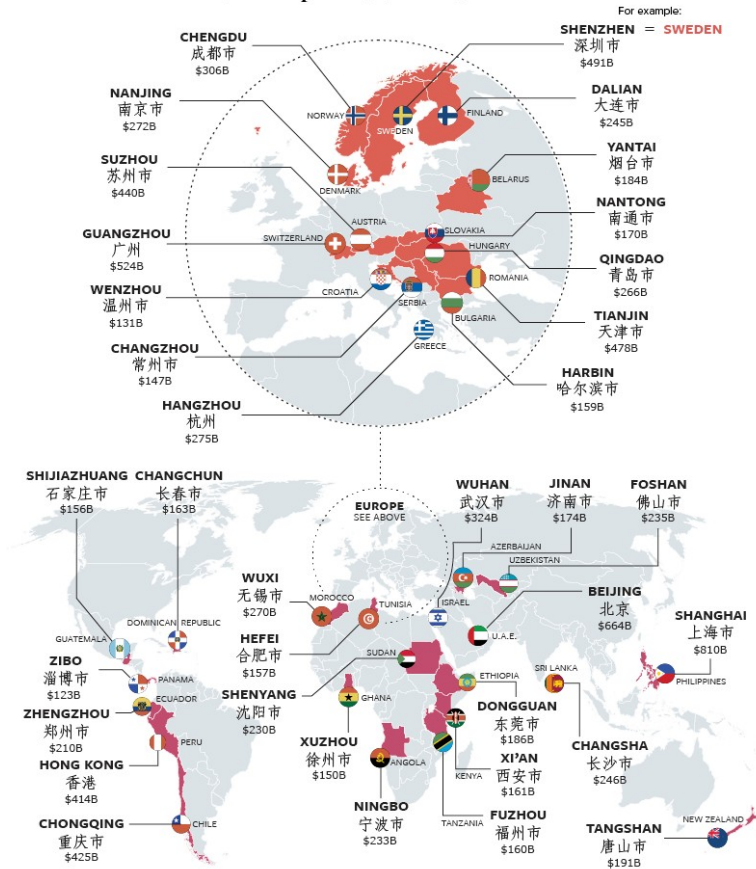 For example:
SHENZHEN = SWEDEN
深圳市
$491B
CHENGDU
成都市
$306B
NANJING
南京市
$272B
DALIAN
大连市
$245B
NORWAY
SWEDEN
FINLAND
SUZHOU
苏州市
$440B
YANTAI
烟台市
$184B
DENMARK
BELARUS
GUANGZHOU
广州
$524B
NANTONG
南通市
$170B
AUSTRIA
SWITZERLAND
SLOVAKIA
HUNGARY
WENZHOU
温州市
$131B
QINGDAO
青岛市
$266B
CROATIA
SERBIA
ROMANIA
BULGARIA
GREECE
CHANGZHOU
常州市
$147B
TIANJIN
天津市
$478B
HANGZHOU
杭州
$275B
HARBIN
哈尔滨市
$159B
SHIJIAZHUANG
石家庄市
$156B
CHANGCHUN
长春市
$163B
EUROPE
SEE ABOVE
WUHAN
武汉市
$324B
JINAN
济南市
$174B
FOSHAN
佛山市
$235B
AZERBAIJAN
UZBEKISTAN
WUXI
无锡市
$270B
MOROCCO
TUNISIA
ISRAEL
U.A.E.
BEIJING
北京
$664B
SHANGHAI
上海市
$810B
PHILIPPINES
DOMINICAN REPUBLIC
GUATEMALA
HEFEI
合肥市
$157B
ZIBO
淄博市
$123B
PANAMA
SUDAN
ETHIOPIA
SRI LANKA
SHENYANG
沈阳市
$230B
GHANA
DONGGUAN
东莞市
$186B
ZHENGZHOU
郑州市
$210B
ECUADOR
PERU
HONG KONG
香港
$414B
XUZHOU
徐州市
$150B
ANGOLA
KENYA
XI'AN
西安市
$161B
CHANGSHA
长沙市
$246B
CHONGQING
重庆市
$425B
CHILE
NINGBO
宁波市
$233B
TANZANIA
FUZHOU
福州市
$160B
TANGSHAN
唐山市
$191B
NEW ZEALAND